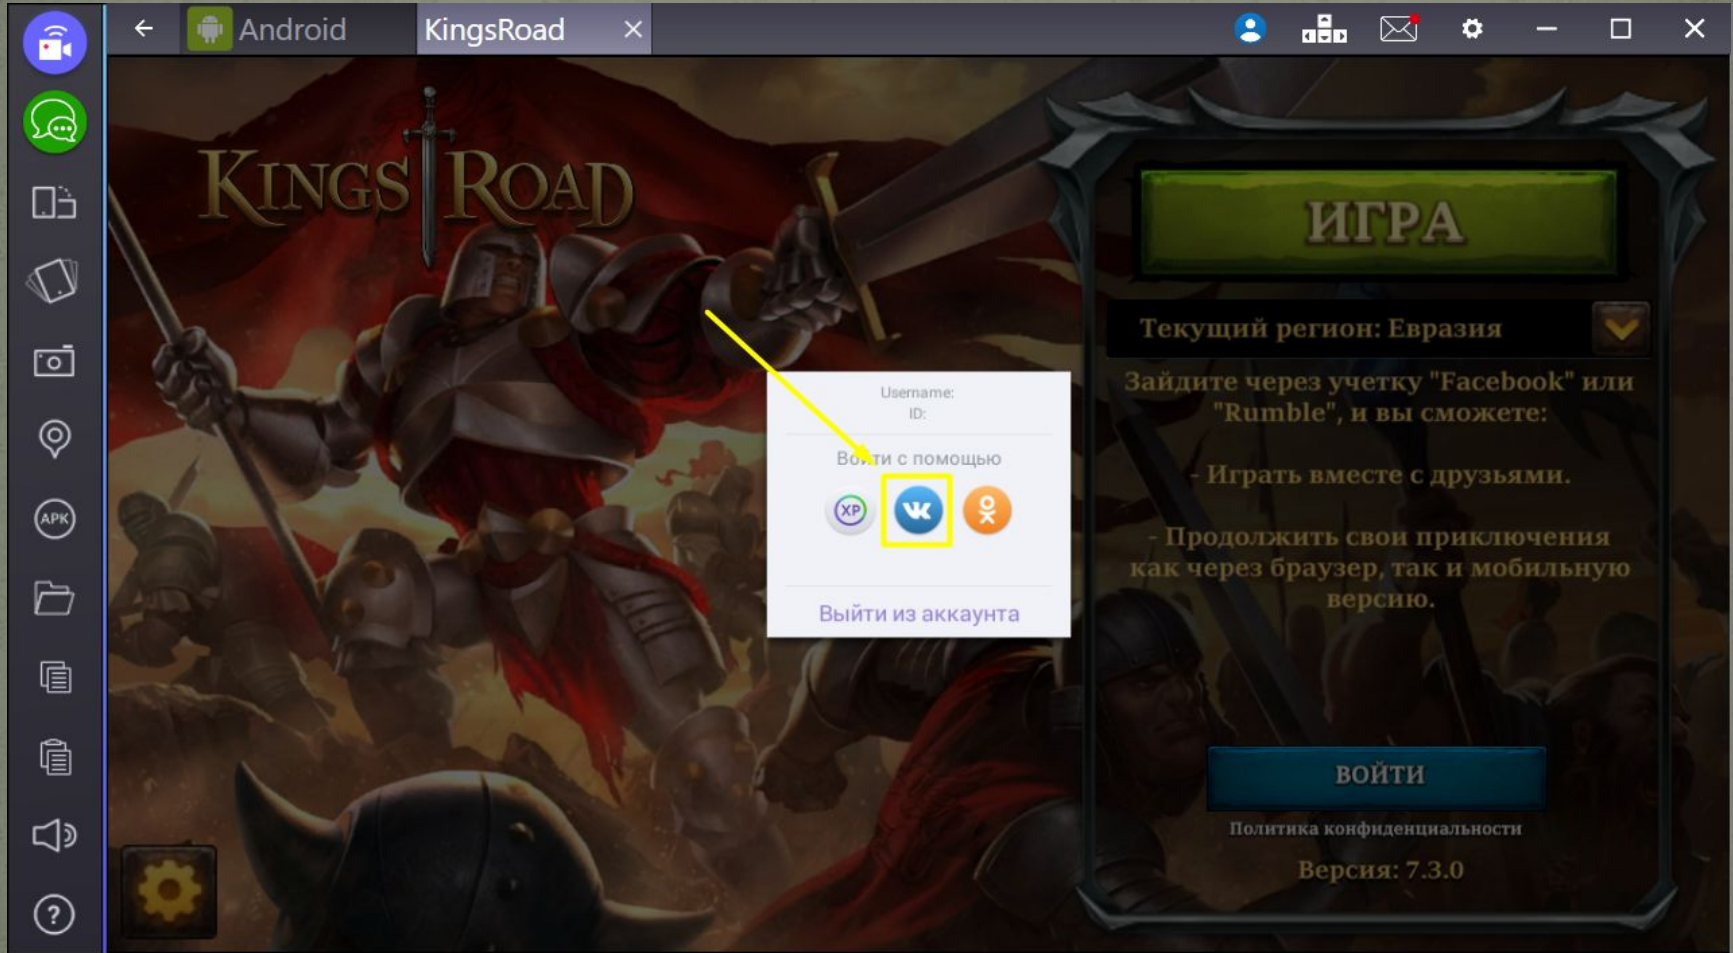 Android
KingsRoad
KINGS ROAD
ИГРА
Текущий регион: Евразия
Зайдите через учетку "Facebook" или
"Rumble", и вы сможете:
- Играть вместе с друзьями.
- Продолжить свои приключения
как через браузер, так и мобильную
версию.
ВОЙТИ
Политика конфиденциальности
Версия: 7.3.0
Username:
ID:
Войти с помощью
XP
Выйти из аккаунта
APK